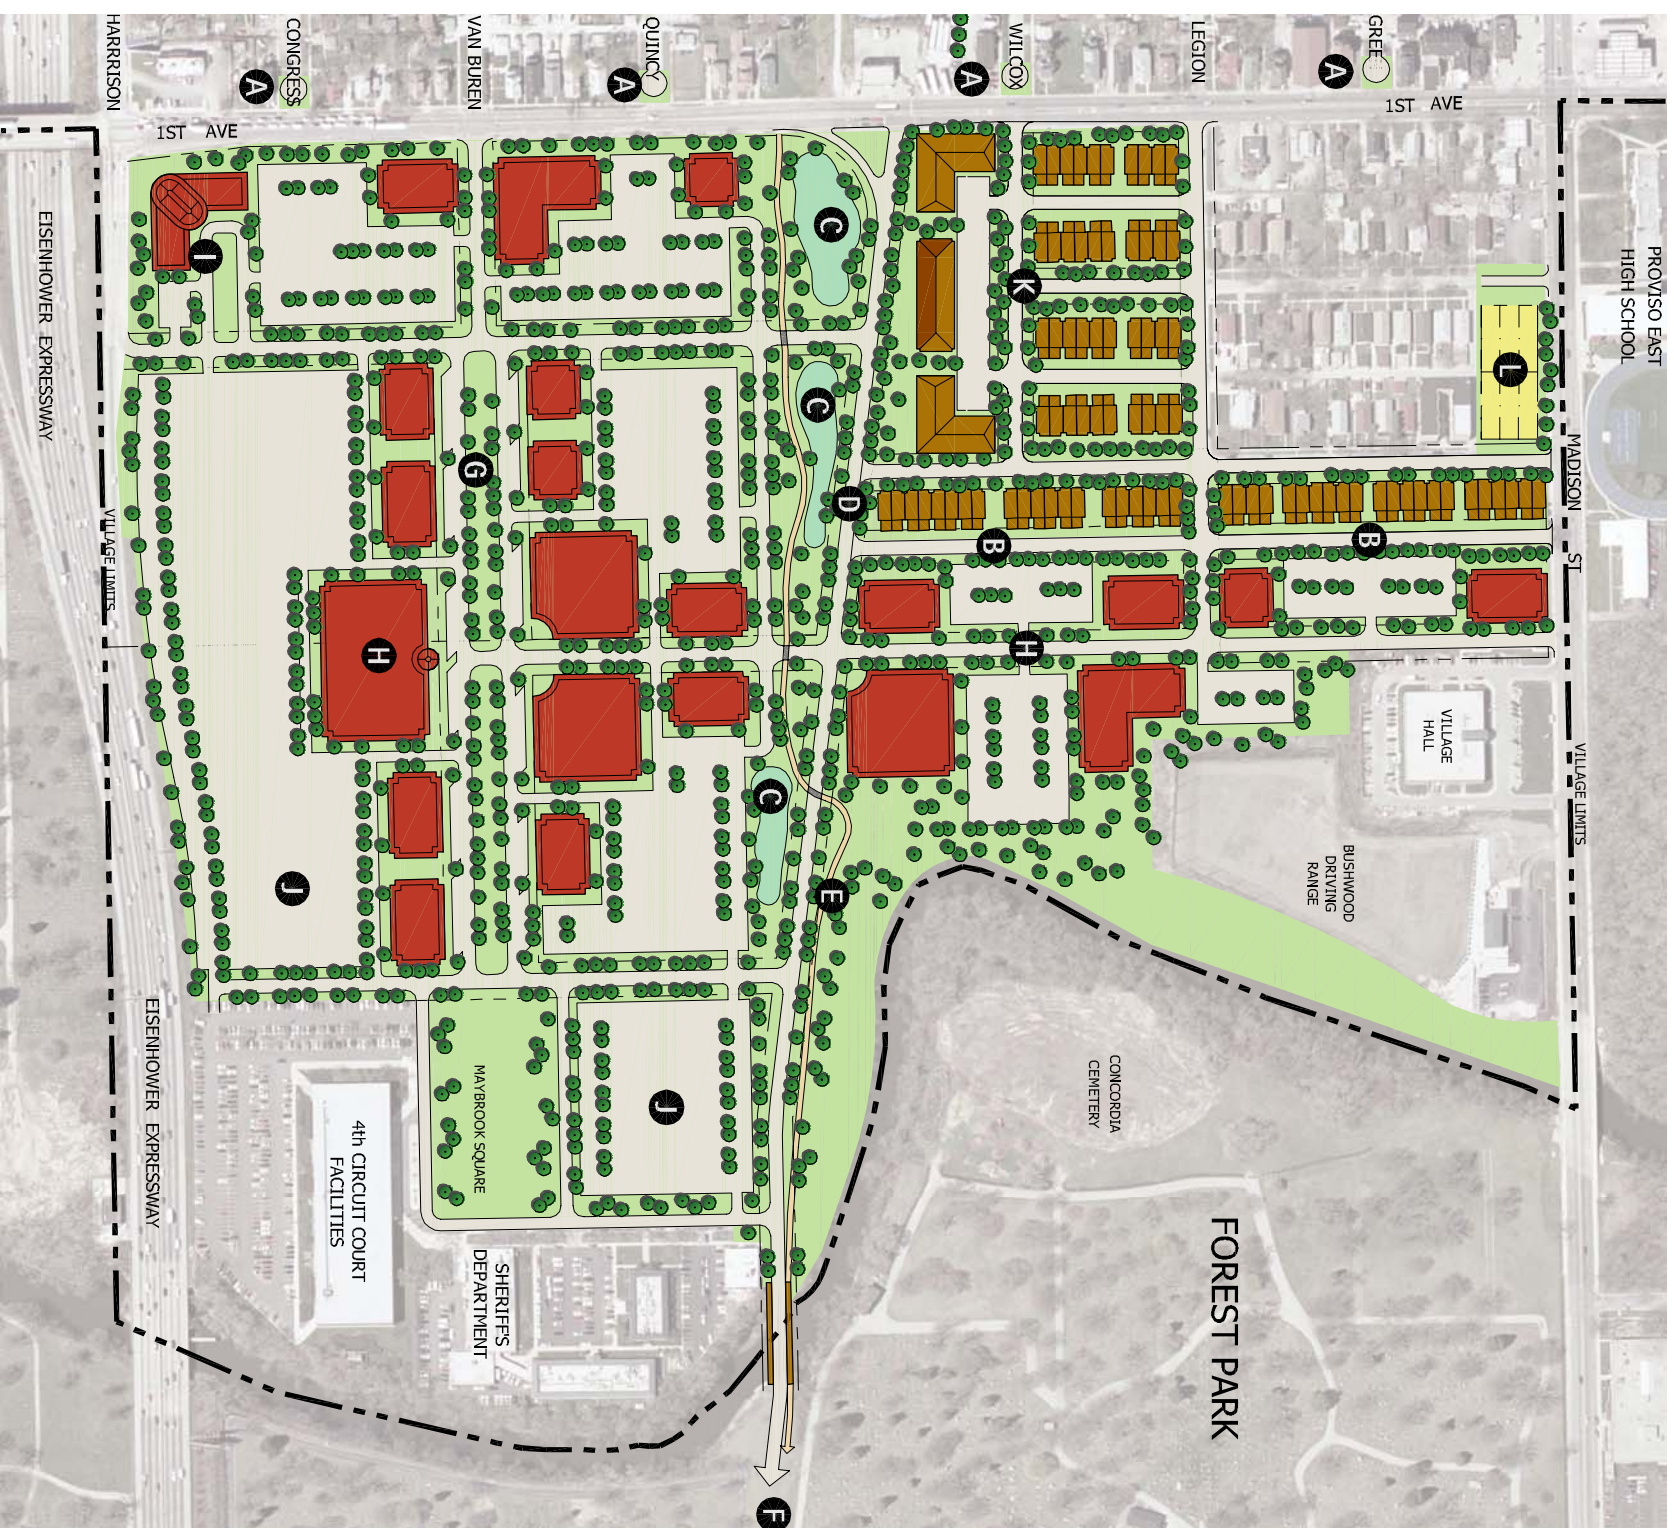 HARRISON
CONGRESS
VAN BUREN
QUINCY
WILCOX
LEGION
GREE
A
A
A
A
1ST AVE
1ST AVE
PROVISO EAST
HIGH SCHOOL
EISENHOWER EXPRESSWAY
I
C
K
C
L
G
D
B
B
MADISON ST
VILLAGE LIMITS
H
H
VILLAGE
HALL
VILLAGE LIMITS
C
J
E
BUSHWOOD
DRIVING
RANGE
EISENHOWER EXPRESSWAY
MAYBROOK SQUARE
J
CONCORDIA
CEMETERY
4th CIRCUIT COURT
FACILITIES
SHERIFF'S
DEPARTMENT
FOREST PARK
F